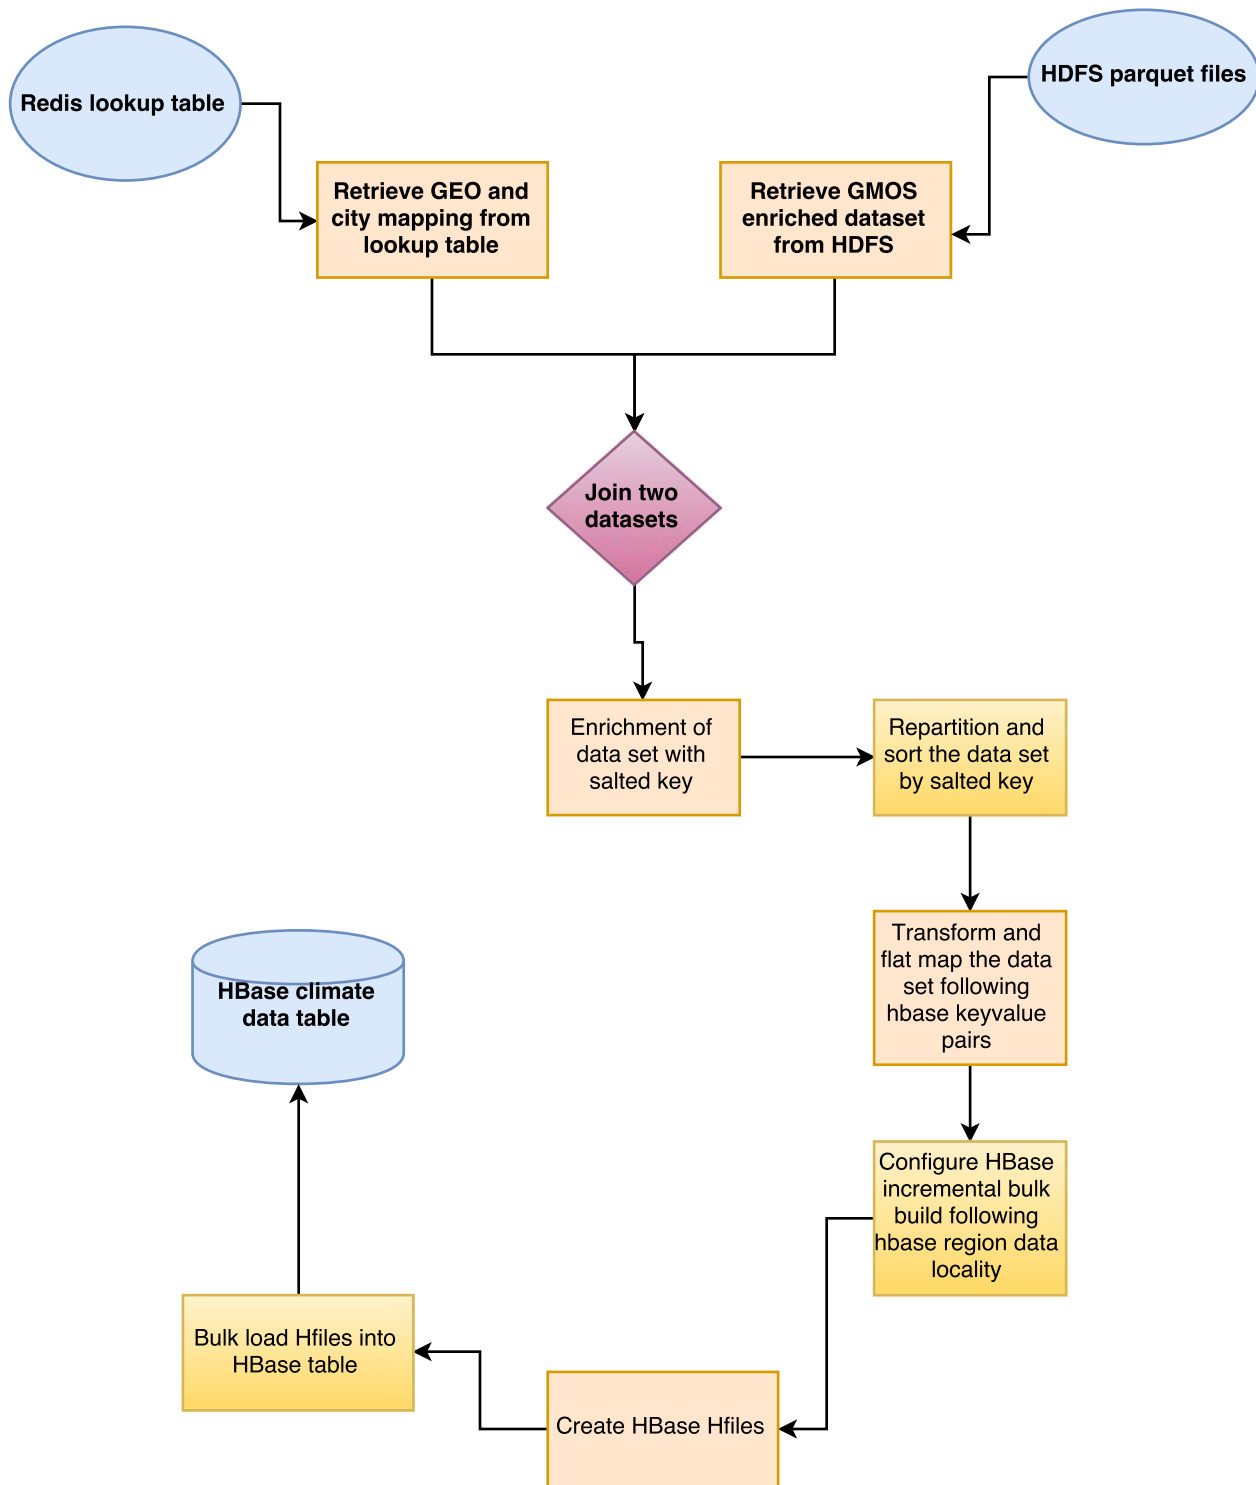 Redis lookup table
HDFS parquet files
Retrieve GEO and
city mapping from
lookup table
Retrieve GMOS
enriched dataset
from HDFS
Join two
datasets
Enrichment of
data set with
salted key
Repartition and
sort the data set
by salted key
Transform and
flat map the data
set following
hbase keyvalue
pairs
Configure HBase
incremental bulk
build following
hbase region data
locality
Create HBase Hfiles
Bulk load Hfiles into
HBase table
HBase climate
data table